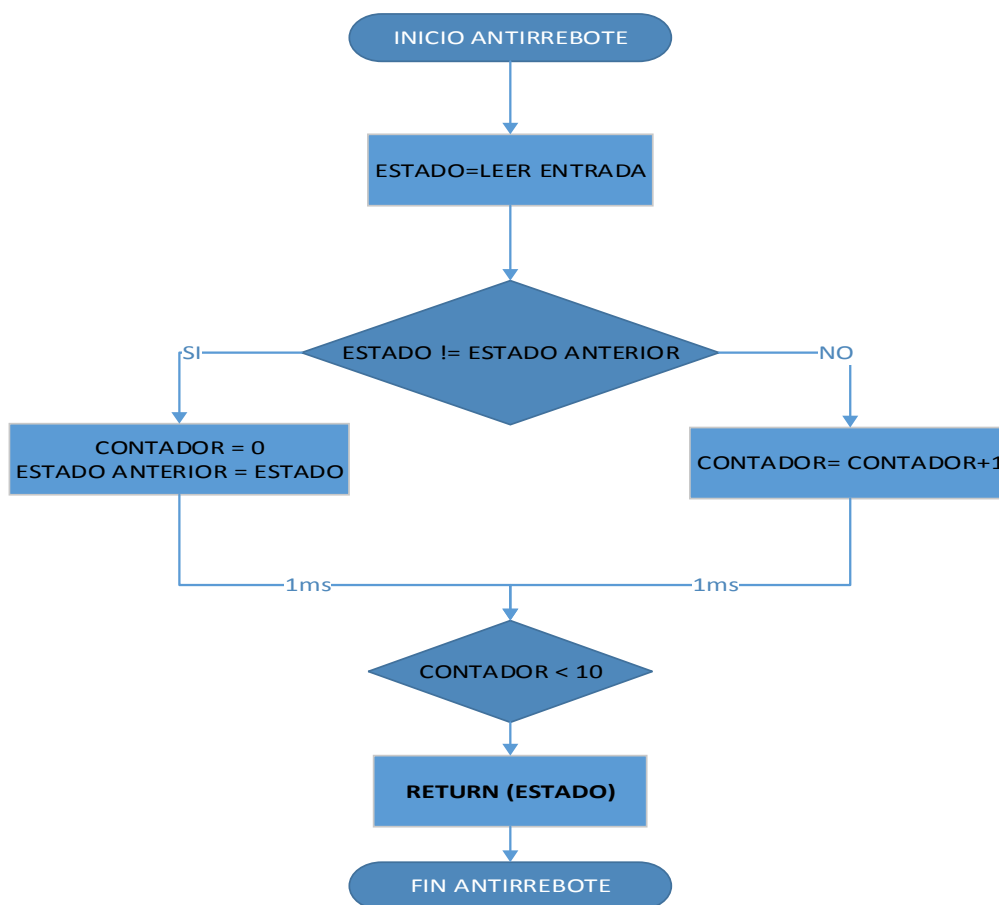 INICIO ANTIRREBOTE
ESTADO=LEER ENTRADA
ESTADO != ESTADO ANTERIOR
SI
NO
CONTADOR = 0
ESTADO ANTERIOR = ESTADO
CONTADOR= CONTADOR+1
1ms
1ms
CONTADOR < 10
RETURN (ESTADO)
FIN ANTIRREBOTE